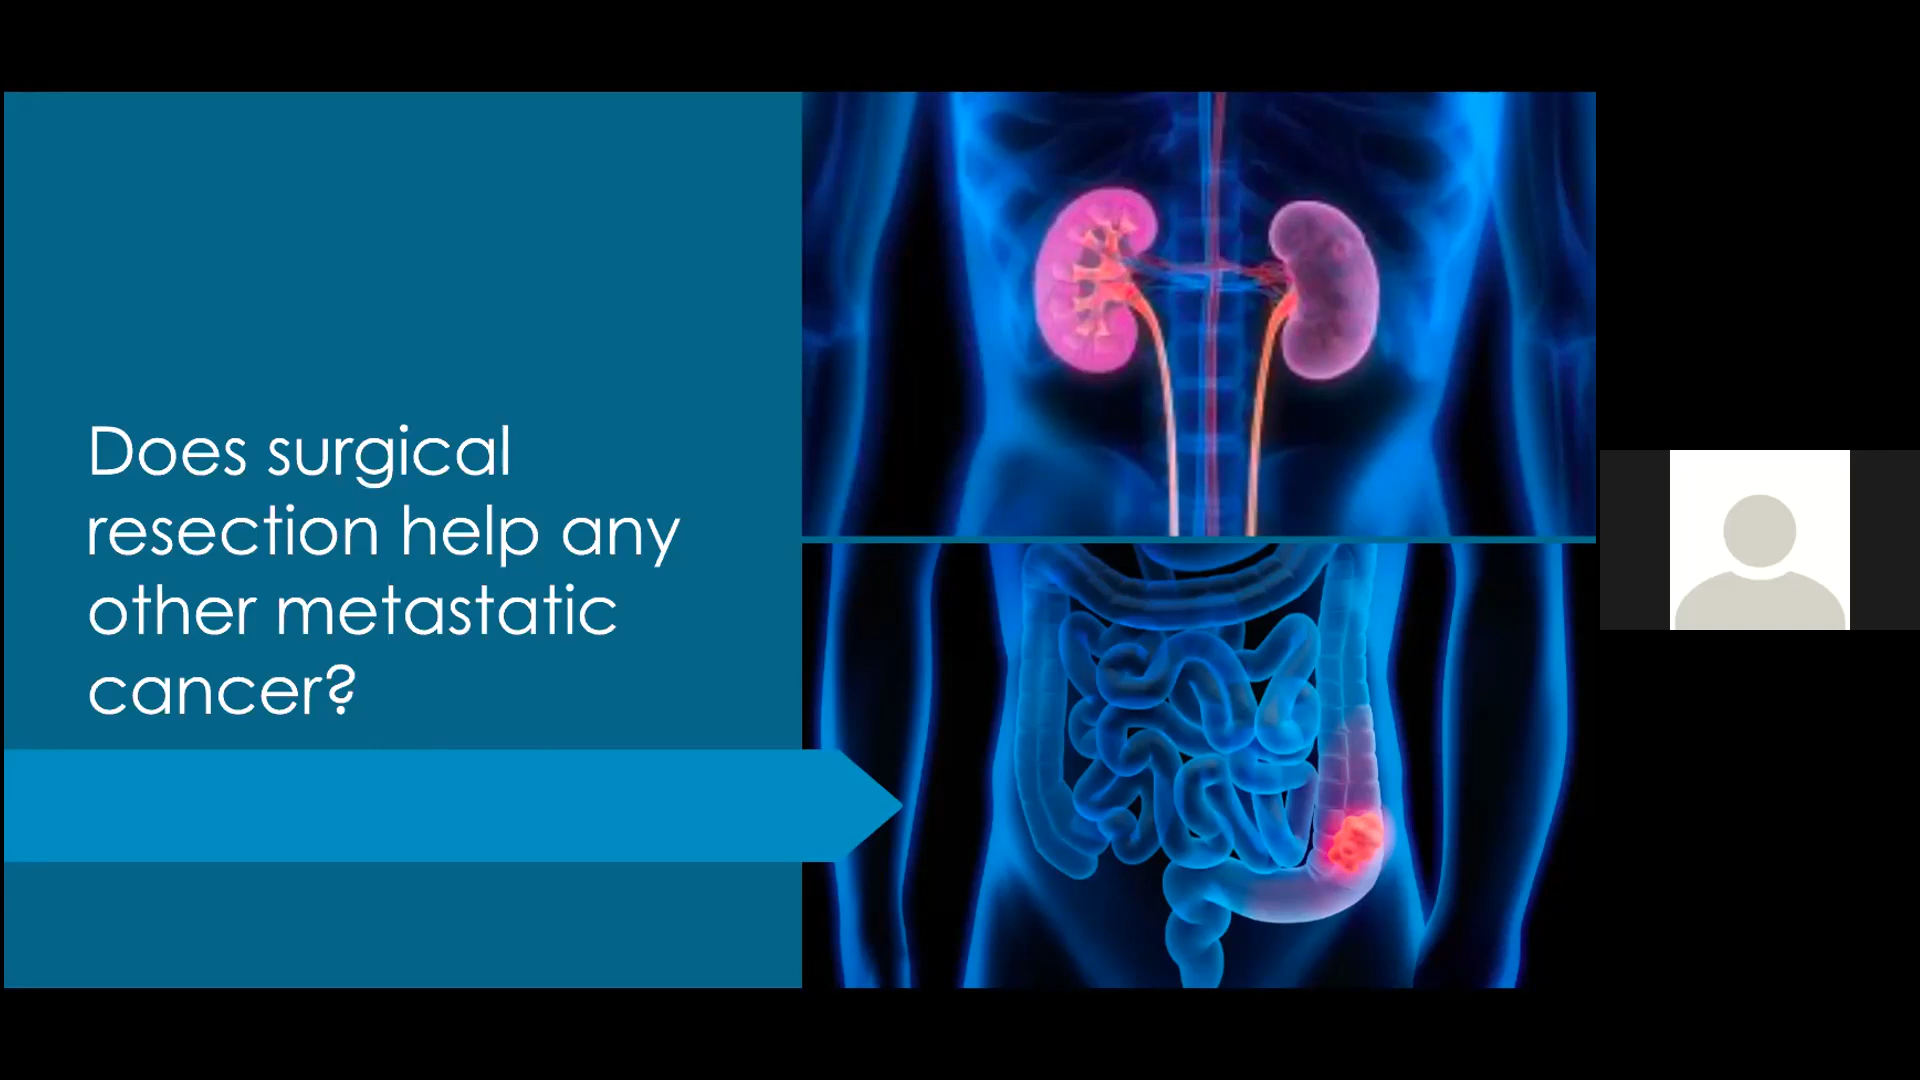 Does surgical
resection help any
other metastatic
cancer?